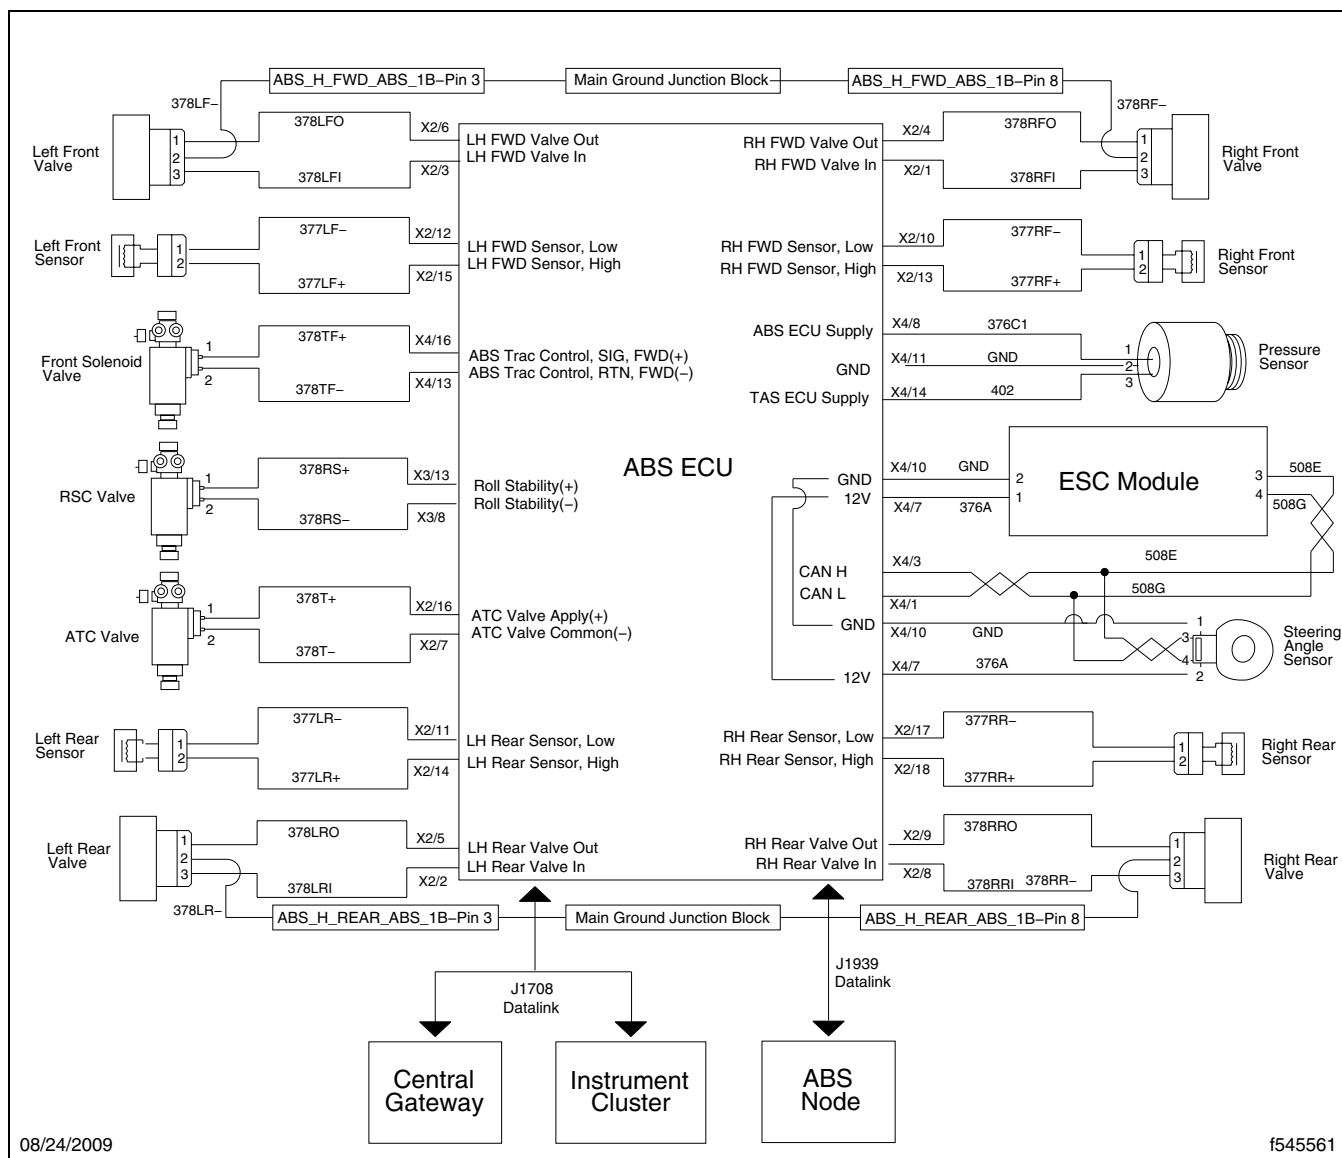 ABS_H_FWD_ABS_1B–Pin 3
Main Ground Junction Block
ABS_H_FWD_ABS_1B–Pin 8
378LF–
378RF–
Left Front
Valve
1
2
3
378LFO
378LFI
X2/6
X2/3
LH FWD Valve Out
LH FWD Valve In
RH FWD Valve Out
RH FWD Valve In
X2/4
X2/1
378RFO
378RFI
1
2
3
Right Front
Valve
Left Front
Sensor
1
2
377LF–
377LF+
X2/12
X2/15
LH FWD Sensor, Low
LH FWD Sensor, High
RH FWD Sensor, Low
RH FWD Sensor, High
X2/10
X2/13
377RF–
377RF+
1
2
Right Front
Sensor
Front Solenoid
Valve
1
2
378TF+
378TF–
X4/16
X4/13
ABS Trac Control, SIG, FWD(+)
ABS Trac Control, RTN, FWD(–)
ABS ECU Supply
GND
TAS ECU Supply
X4/8
X4/11
X4/14
376C1
GND
402
1
2
3
Pressure
Sensor
RSC Valve
1
2
378RS+
378RS–
X3/13
X3/8
Roll Stability(+)
Roll Stability(–)
ABS ECU
GND
12V
X4/10
X4/7
GND
376A
2
1
ESC Module
3
4
508E
508G
CAN H
CAN L
X4/3
X4/1
508E
508G
ATC Valve
1
2
378T+
378T–
X2/16
X2/7
ATC Valve Apply(+)
ATC Valve Common(–)
GND
12V
X4/10
X4/7
GND
376A
1
3
4
2
Steering
Angle
Sensor
Left Rear
Sensor
1
2
377LR–
377LR+
X2/11
X2/14
LH Rear Sensor, Low
LH Rear Sensor, High
RH Rear Sensor, Low
RH Rear Sensor, High
X2/17
X2/18
377RR–
377RR+
1
2
Right Rear
Sensor
Left Rear
Valve
1
2
3
378LRO
378LRI
X2/5
X2/2
LH Rear Valve Out
LH Rear Valve In
RH Rear Valve Out
RH Rear Valve In
X2/9
X2/8
378RRO
378RRI
378RR–
1
2
3
Right Rear
Valve
378LR–
ABS_H_REAR_ABS_1B–Pin 3
Main Ground Junction Block
ABS_H_REAR_ABS_1B–Pin 8
J1708
Datalink
J1939
Datalink
Central
Gateway
Instrument
Cluster
ABS
Node
08/24/2009
f545561